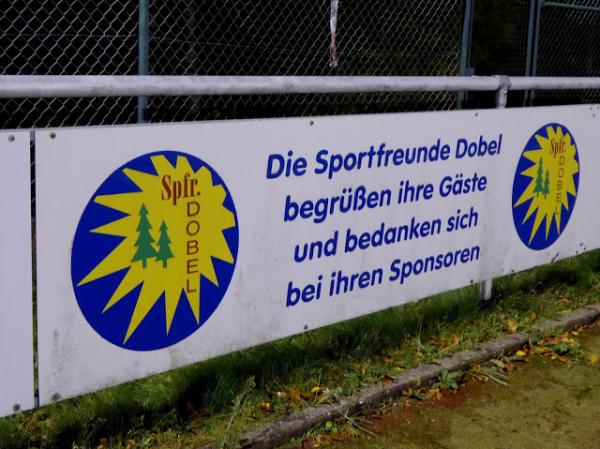 Spfr.
DOBEL
Die Sportfreunde Dobel
begrüßen ihre Gäste
und bedanken sich
bei ihren Sponsoren
Spfr.
DOBEL